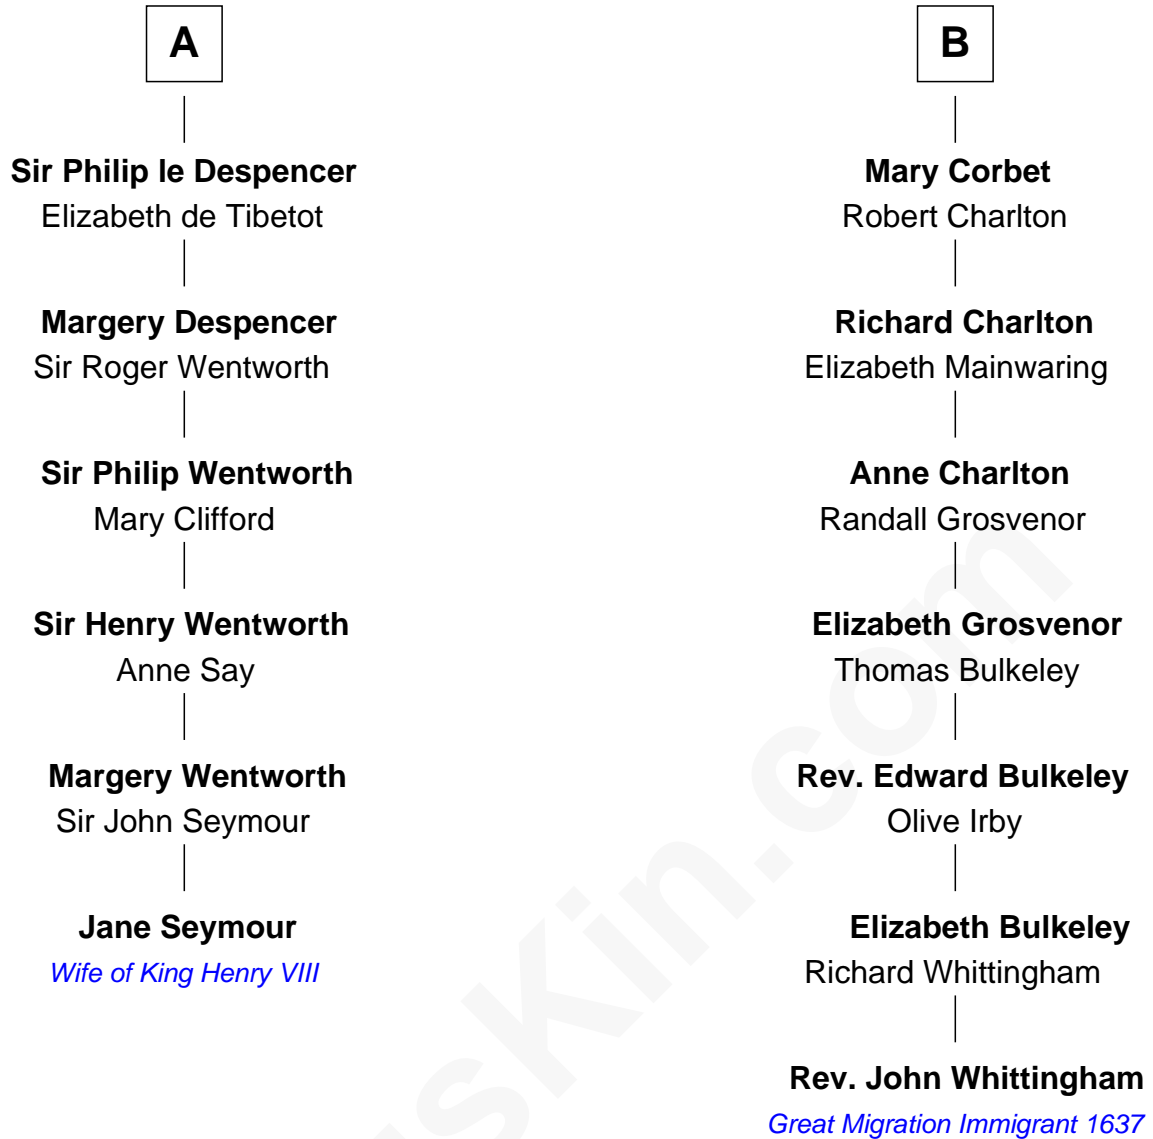 A
Sir Philip le Despencer
Elizabeth de Tibetot
Margery Despencer
Sir Roger Wentworth
Sir Philip Wentworth
Mary Clifford
Sir Henry Wentworth
Anne Say
Margery Wentworth
Sir John Seymour
Jane Seymour
Wife of King Henry VIII
B
Mary Corbet
Robert Charlton
Richard Charlton
Elizabeth Mainwaring
Anne Charlton
Randall Grosvenor
Elizabeth Grosvenor
Thomas Bulkeley
Rev. Edward Bulkeley
Olive Irby
Elizabeth Bulkeley
Richard Whittingham
Rev. John Whittingham
Great Migration Immigrant 1637
sKin.com